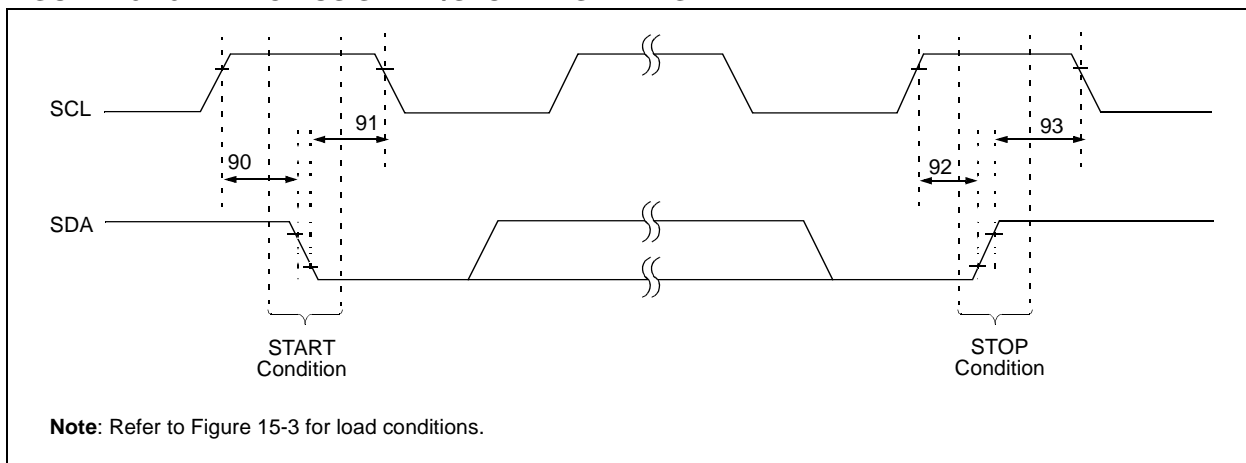 SCL
91
93
90
92
SDA
START
Condition
STOP
Condition
Note: Refer to Figure 15-3 for load conditions.